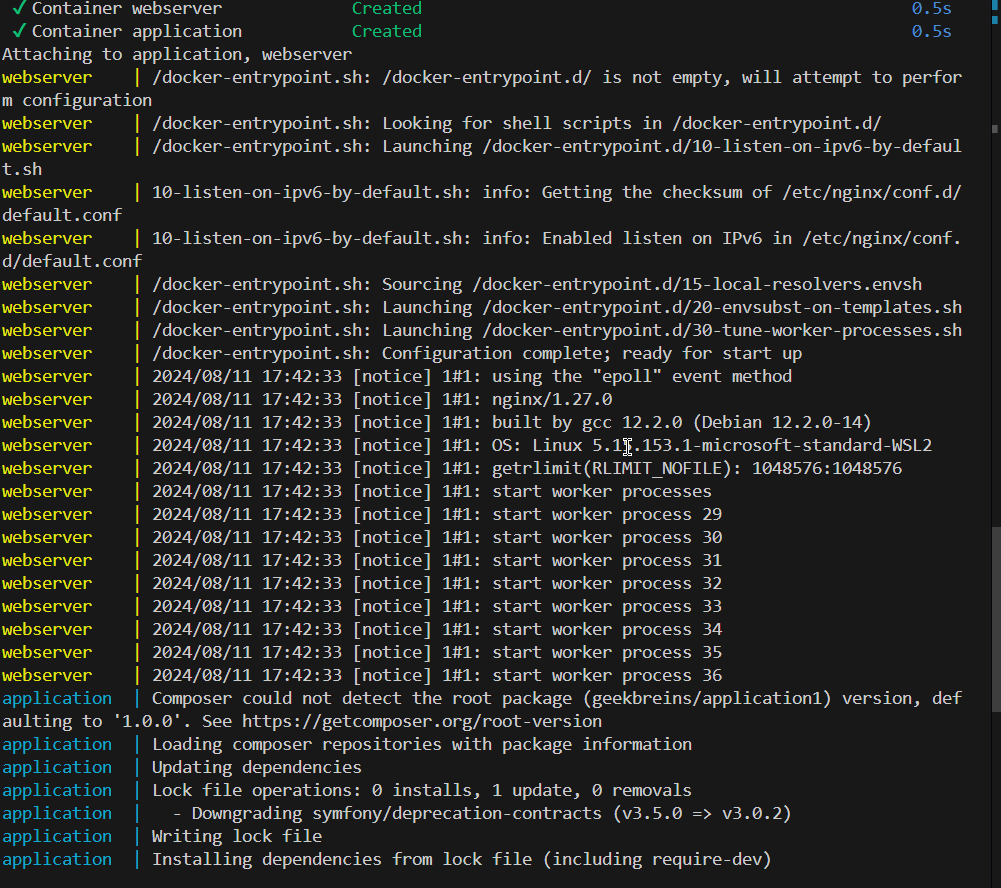 ✓ Container webserver Created 0.5s
✓ Container application Created 0.5s
Attaching to application, webserver
webserver | /docker-entrypoint.sh: /docker-entrypoint.d/ is not empty, will attempt to perfor
m configuration
webserver | /docker-entrypoint.sh: Looking for shell scripts in /docker-entrypoint.d/
webserver | /docker-entrypoint.sh: Launching /docker-entrypoint.d/10-listen-on-ipv6-by-defaul
t.sh
webserver | 10-listen-on-ipv6-by-default.sh: info: Getting the checksum of /etc/nginx/conf.d/
default.conf
webserver | 10-listen-on-ipv6-by-default.sh: info: Enabled listen on IPv6 in /etc/nginx/conf.
d/default.conf
webserver | /docker-entrypoint.sh: Sourcing /docker-entrypoint.d/15-local-resolvers.envsh
webserver | /docker-entrypoint.sh: Launching /docker-entrypoint.d/20-envsubst-on-templates.sh
webserver | /docker-entrypoint.sh: Launching /docker-entrypoint.d/30-tune-worker-processes.sh
webserver | /docker-entrypoint.sh: Configuration complete; ready for start up
webserver | 2024/08/11 17:42:33 [notice] 1#1: using the "epoll" event method
webserver | 2024/08/11 17:42:33 [notice] 1#1: nginx/1.27.0
webserver | 2024/08/11 17:42:33 [notice] 1#1: built by gcc 12.2.0 (Debian 12.2.0-14)
webserver | 2024/08/11 17:42:33 [notice] 1#1: OS: Linux
webserver | 2024/08/11 17:42:33 [notice] 1#1: getrlimit(RLIMIT_NOFILE): 1048576:1048576
webserver | 2024/08/11 17:42:33 [notice] 1#1: start worker processes
webserver | 2024/08/11 17:42:33 [notice] 1#1: start worker process 29
webserver | 2024/08/11 17:42:33 [notice] 1#1: start worker process 30
webserver | 2024/08/11 17:42:33 [notice] 1#1: start worker process 31
webserver | 2024/08/11 17:42:33 [notice] 1#1: start worker process 32
webserver | 2024/08/11 17:42:33 [notice] 1#1: start worker process 33
webserver | 2024/08/11 17:42:33 [notice] 1#1: start worker process 34
webserver | 2024/08/11 17:42:33 [notice] 1#1: start worker process 35
webserver | 2024/08/11 17:42:33 [notice] 1#1: start worker process 36
application | Composer could not detect the root package (geekbreins/application1) version, def
aulting to '1.0.0'. See https://getcomposer.org/root-version
application | Loading composer repositories with package information
application | Updating dependencies
application | Lock file operations: 0 installs, 1 update, 0 removals
application | - Downgrading symfony/deprecation-contracts (v3.5.0 => v3.0.2)
application | Writing lock file
application | Installing dependencies from lock file (including require-dev)